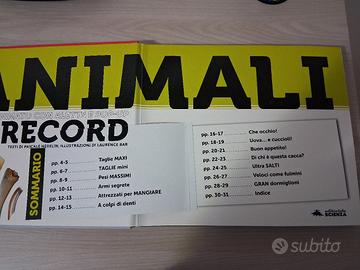 ANIMALI
RECORD
TESTI DI PASCALE HÉDELIN, ILLUSTRAZIONI DI LAURENCE BAR
SOMMARIO
pp. 4-5 Taglie MAXI
pp. 6-7 TAGLIE mini
pp. 8-9 Pesi MASSIMI
pp. 10-11 Armi segrete
pp. 12-13 Attrezzati per MANGIARE
pp. 14-15 A colpi di denti
pp. 16-17 Che occhio!
pp. 18-19 Uova... e cuccioli!
pp. 20-21 Buon appetito!
pp. 22-23 Di chi è questa cacca?
pp. 24-25 Ultra SALTI
pp. 26-27 Veloci come fulmini
pp. 28-29 GRAN dormiglioni
pp. 30-31 Indice
editoriale
SCIENZA
subito